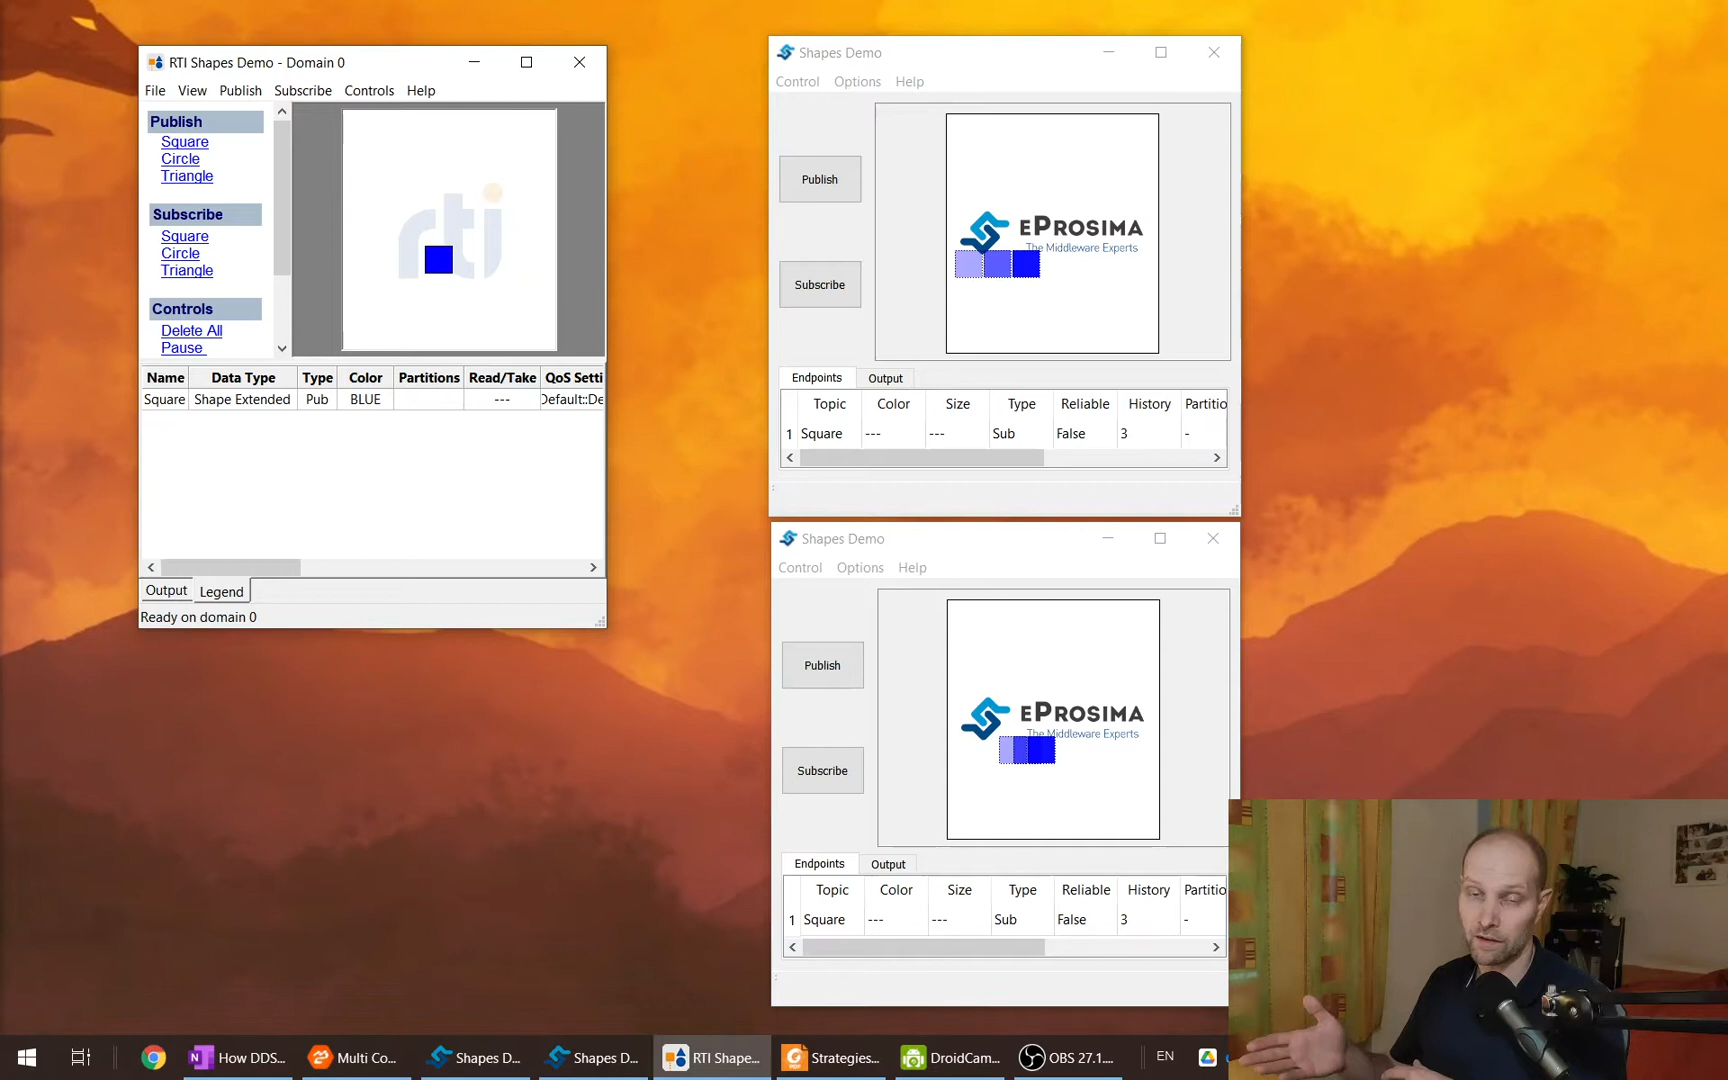 RTI Shapes Demo - Domain 0
File View Publish Subscribe Controls Help
Publish
Square
Circle
Triangle
Subscribe
Square
Circle
Triangle
Controls
Delete All
Pause
rti
Name Data Type Type Color Partitions Read/Take QoS Setti
Square Shape Extended Pub BLUE --- Default::De
Output Legend
Ready on domain 0
Shapes Demo
Control Options Help
Publish
Subscribe
EPROSIMA
The Middleware Experts
Endpoints Output
Topic Color Size Type Reliable History Partitio
1 Square --- --- Sub False 3 -
Shapes Demo
Control Options Help
Publish
Subscribe
EPROSIMA
The Middleware Experts
Endpoints Output
Topic Color Size Type Reliable History Partitio
1 Square --- --- Sub False 3 -
How DDS... Multi Co... Shapes D... Shapes D... RTI Shape... Strategies... DroidCam... OBS 27.1.... EN